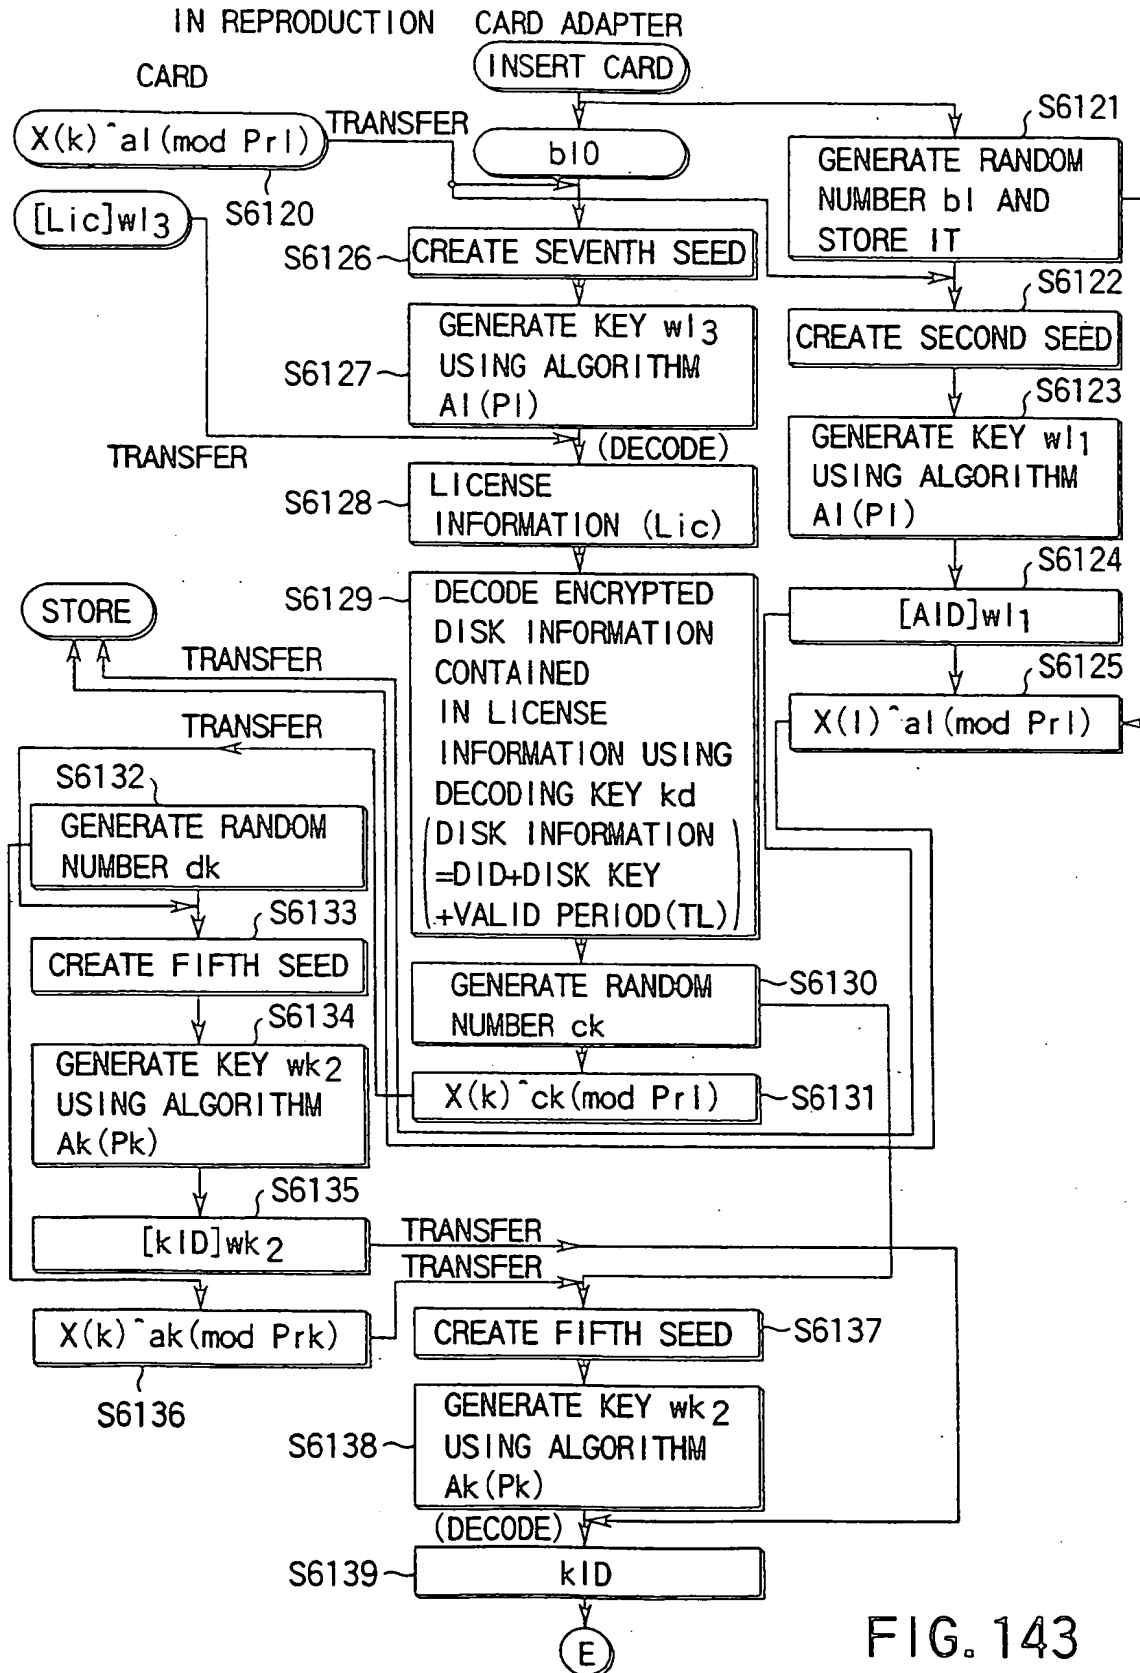 IN REPRODUCTION
CARD ADAPTER
CARD
INSERT CARD
X(k)^al(mod Prl)
TRANSFER
S6120
[Lic]wl3
bl0
S6121
GENERATE RANDOM
NUMBER bl AND
STORE IT
S6126
CREATE SEVENTH SEED
S6122
CREATE SECOND SEED
S6127
GENERATE KEY wl3
USING ALGORITHM
Al(Pl)
S6123
GENERATE KEY wl1
USING ALGORITHM
Al(Pl)
TRANSFER
(DECODE)
S6128
LICENSE
INFORMATION (Lic)
S6124
[AID]wl1
S6125
X(l)^al(mod Prl)
S6129
DECODE ENCRYPTED
DISK INFORMATION
CONTAINED
IN LICENSE
INFORMATION USING
DECODING KEY kd
(DISK INFORMATION
=DID+DISK KEY
+VALID PERIOD(TL))
STORE
TRANSFER
TRANSFER
S6132
GENERATE RANDOM
NUMBER dk
S6133
CREATE FIFTH SEED
S6134
GENERATE KEY wk2
USING ALGORITHM
Ak(Pk)
S6130
GENERATE RANDOM
NUMBER ck
X(k)^ck(mod Prl)
S6131
S6135
[kID]wk2
TRANSFER
TRANSFER
X(k)^ak(mod Prk)
S6136
CREATE FIFTH SEED
S6137
S6138
GENERATE KEY wk2
USING ALGORITHM
Ak(Pk)
(DECODE)
S6139
kID
E
FIG. 143